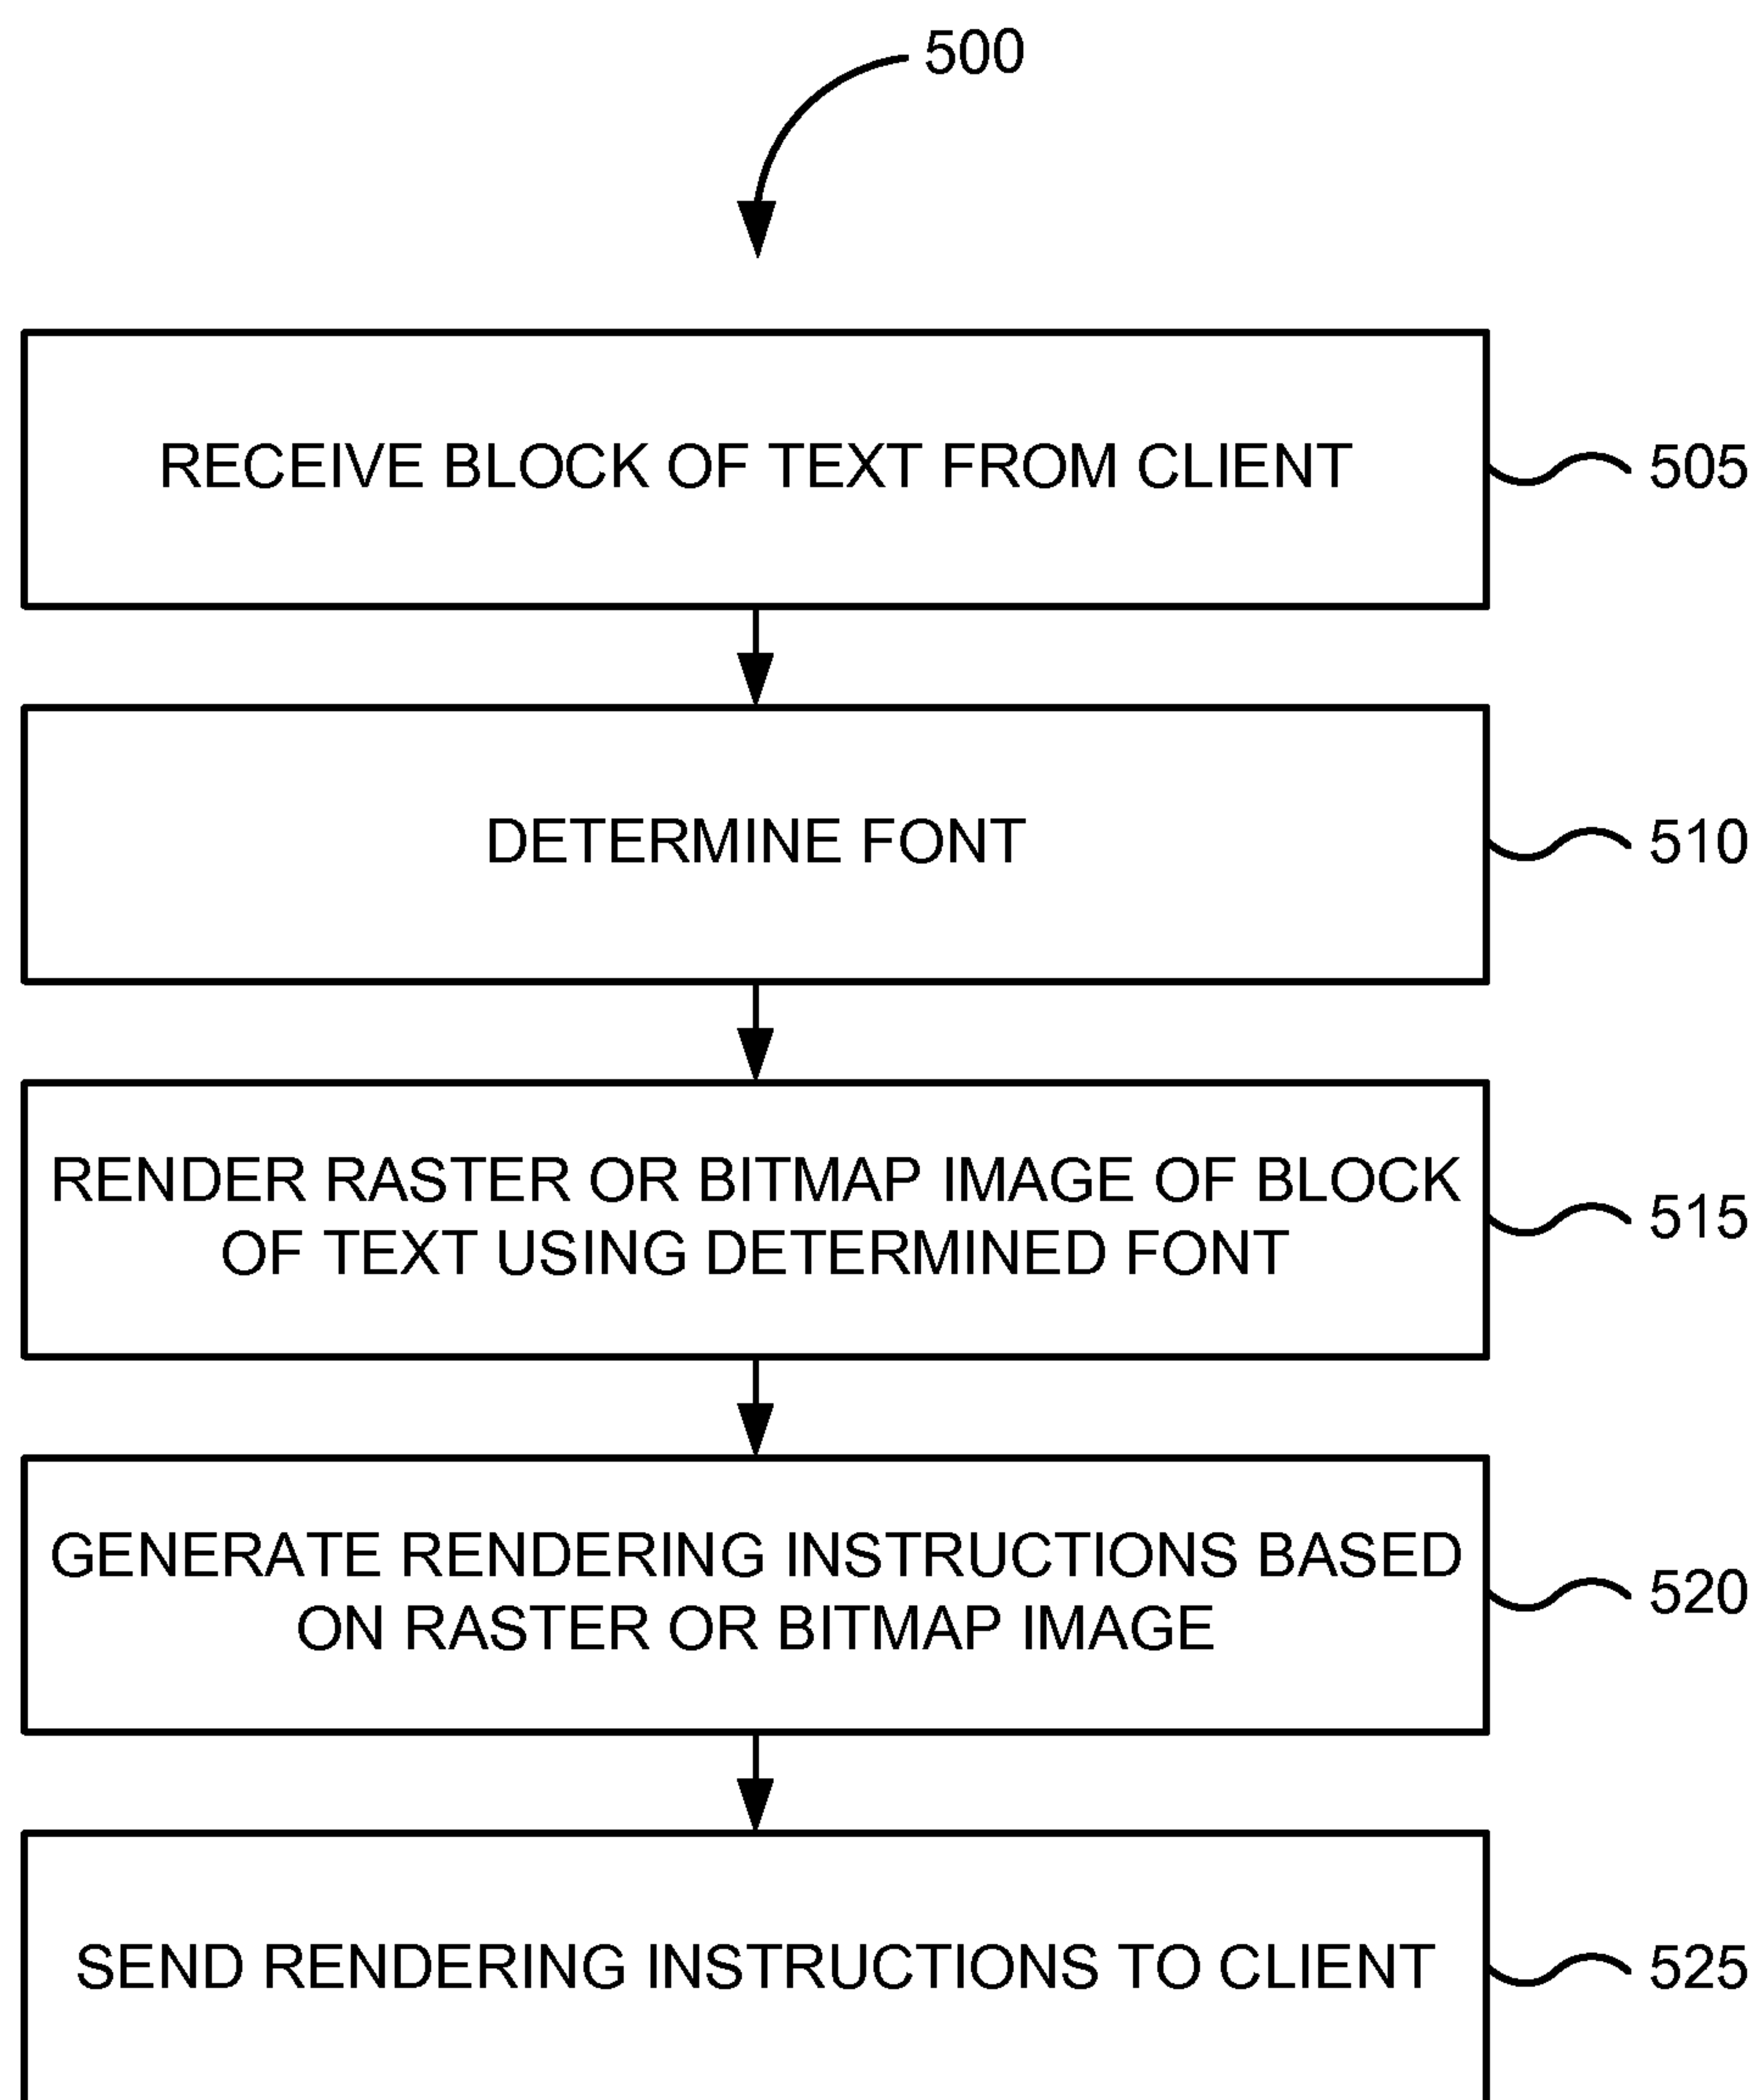 500
RECEIVE BLOCK OF TEXT FROM CLIENT
505
DETERMINE FONT
510
RENDER RASTER OR BITMAP IMAGE OF BLOCK
OF TEXT USING DETERMINED FONT
515
GENERATE RENDERING INSTRUCTIONS BASED
ON RASTER OR BITMAP IMAGE
520
SEND RENDERING INSTRUCTIONS TO CLIENT
525